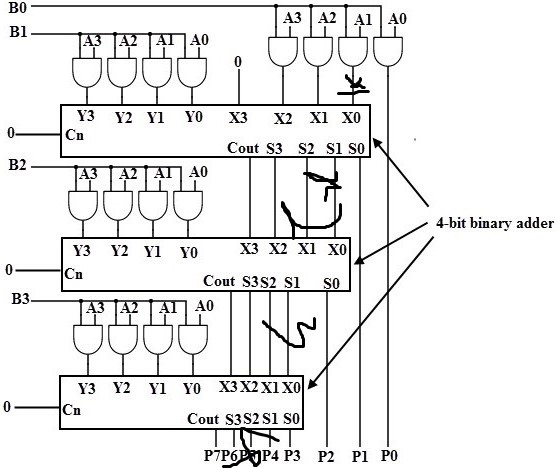 B0
A3 A2 A1 A0
B1
A3 A2 A1 A0
0
Y3 Y2 Y1 Y0 X3 X2 X1 X0
0 Cn
Cout S3 S2 S1 S0
B2
A3 A2 A1 A0
4-bit binary adder
Y3 Y2 Y1 Y0 X3 X2 X1 X0
0 Cn
Cout S3 S2 S1 S0
B3
A3 A2 A1 A0
Y3 Y2 Y1 Y0 X3 X2 X1 X0
0 Cn
Cout S3 S2 S1 S0
P7 P6 P4 P3 P2 P1 P0